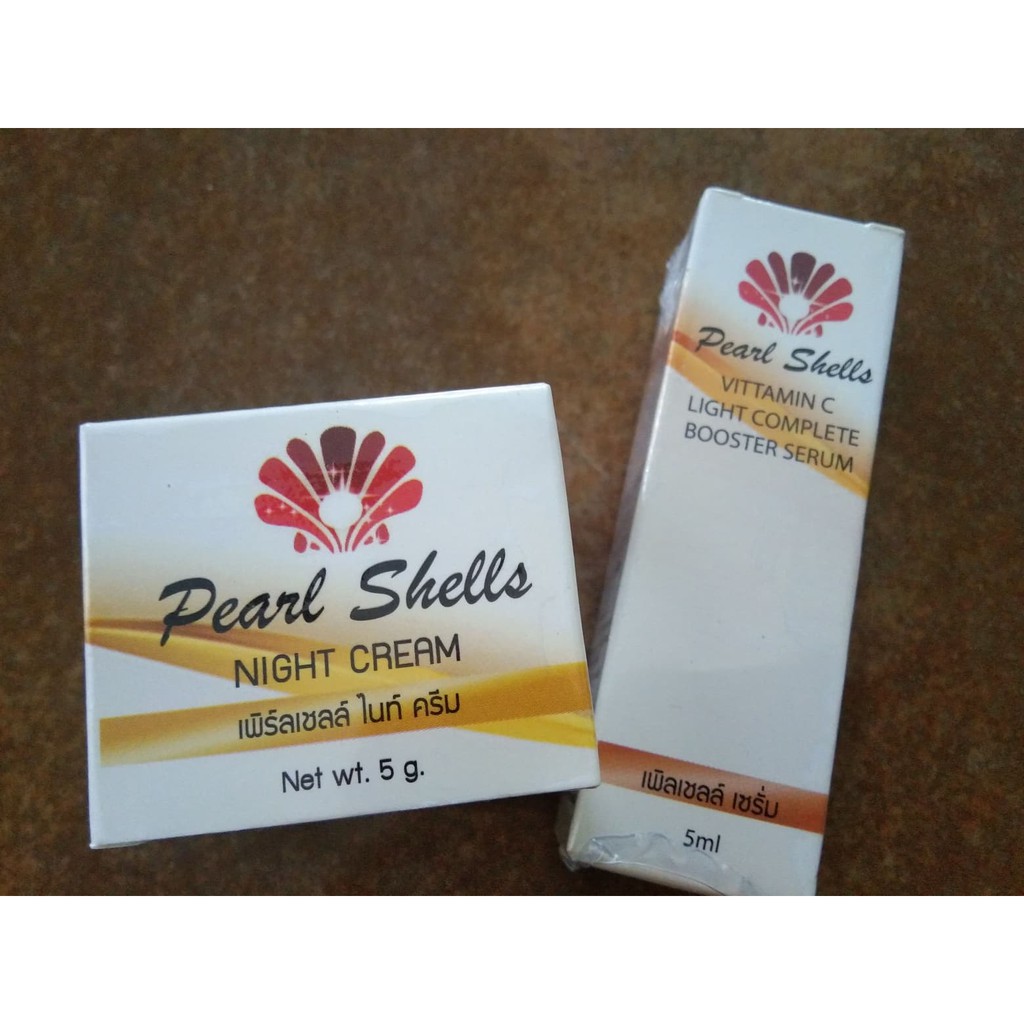 Pearl Shells
NIGHT CREAM
เพิร์ลเชลล์ ไนท์ ครีม
Net wt. 5 g.
Pearl Shells
VITTAMIN C
LIGHT COMPLETE
BOOSTER SERUM
เพิลเชลล์ เซรั่ม
5ml